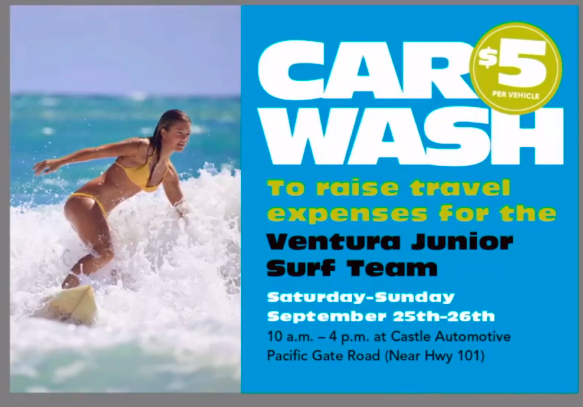 CAR
WASH
$5
PER VEHICLE
To raise travel
expenses for the
Ventura Junior
Surf Team
Saturday-Sunday
September 25th-26th
10 a.m. – 4 p.m. at Castle Automotive
Pacific Gate Road (Near Hwy 101)